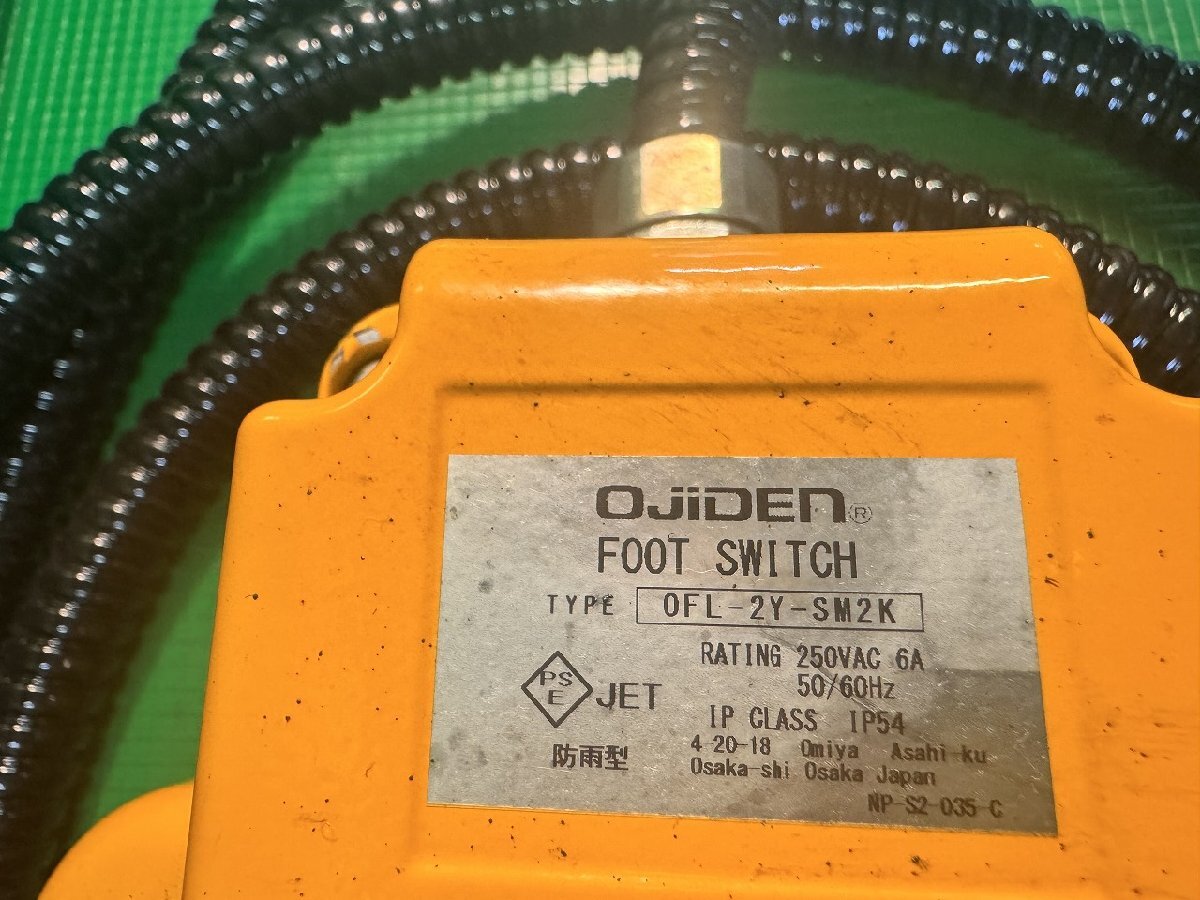 OJiDEN®
FOOT SWITCH
TYPE OFL-2Y-SM2K
RATING 250VAC 6A
50/60Hz
PS
E
JET
IP CLASS IP54
防雨型
4-20-18 Omiya Asahi-ku
Osaka-shi Osaka Japan
NP-S2-035-C